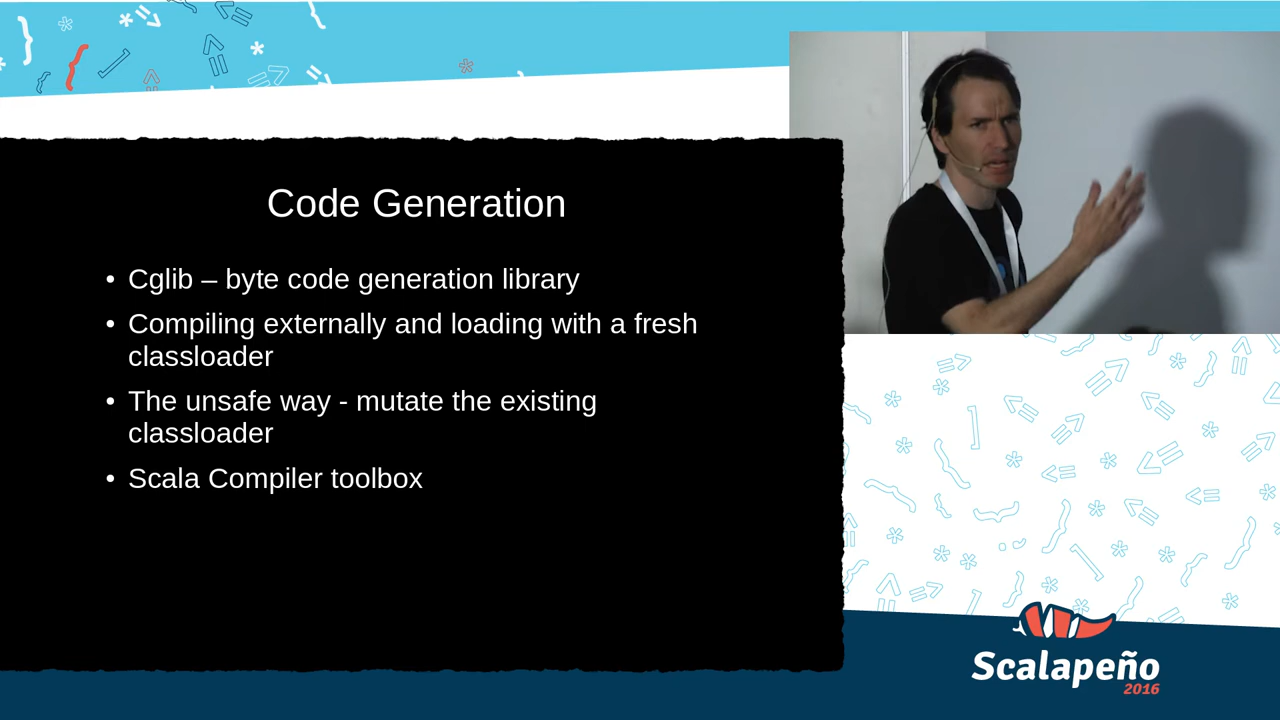 Code Generation
• Cglib – byte code generation library
• Compiling externally and loading with a fresh
classloader
• The unsafe way - mutate the existing
classloader
• Scala Compiler toolbox
Scalapeño
2016